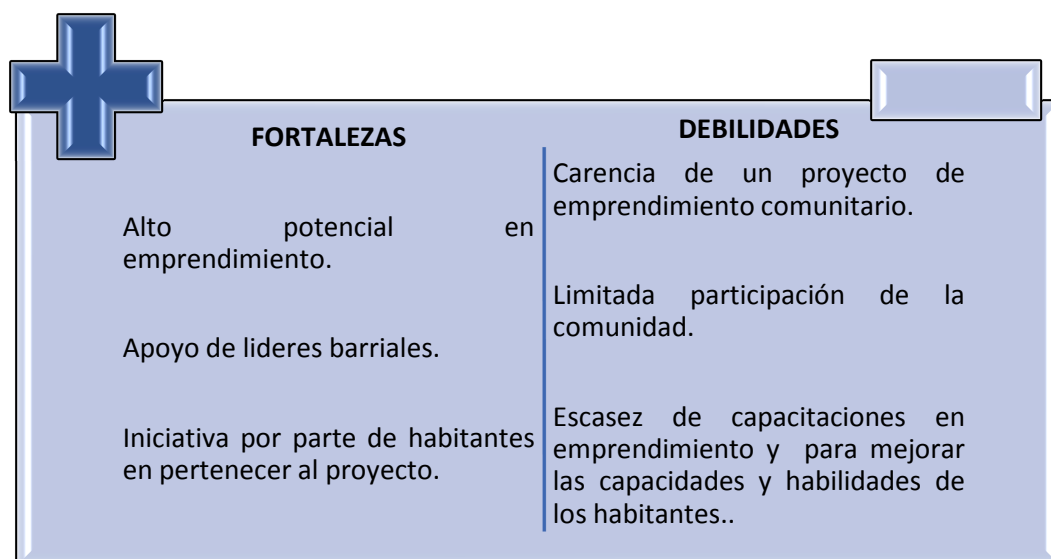 FORTALEZAS
Alto potencial en
emprendimiento.
Apoyo de lideres barriales.
Iniciativa por parte de habitantes
en pertenecer al proyecto.
DEBILIDADES
Carencia de un proyecto de
emprendimiento comunitario.
Limitada participación de la
comunidad.
Escasez de capacitaciones en
emprendimiento y para mejorar
las capacidades y habilidades de
los habitantes..